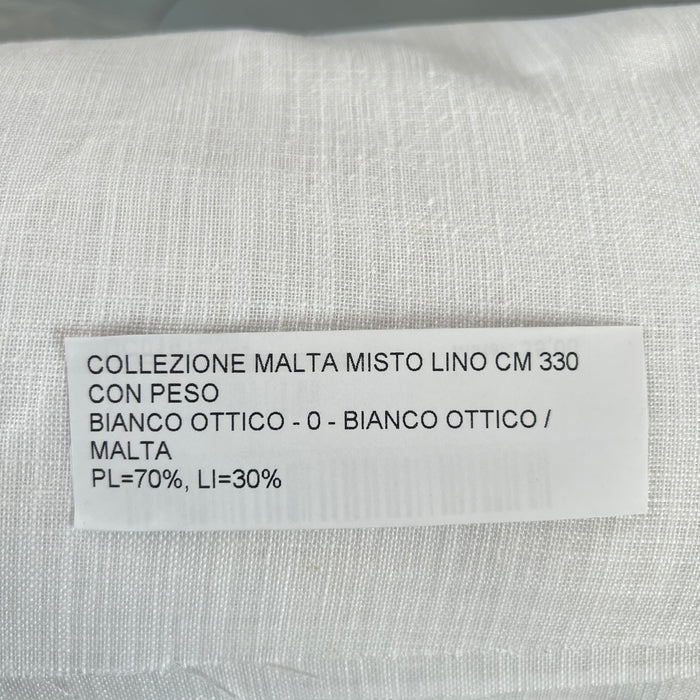 COLLEZIONE MALTA MISTO LINO CM 330
CON PESO
BIANCO OTTICO - 0 - BIANCO OTTICO /
MALTA
PL=70%, LI=30%